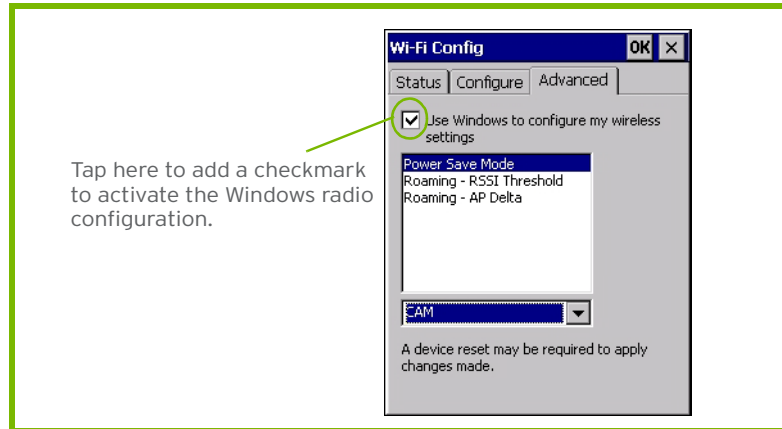 Wi-Fi Config OK
Status Configure Advanced
Use Windows to configure my wireless
settings
Tap here to add a checkmark
to activate the Windows radio
configuration.
Power Save Mode
Roaming - RSSI Threshold
Roaming - AP Delta
CAM
A device reset may be required to apply
changes made.